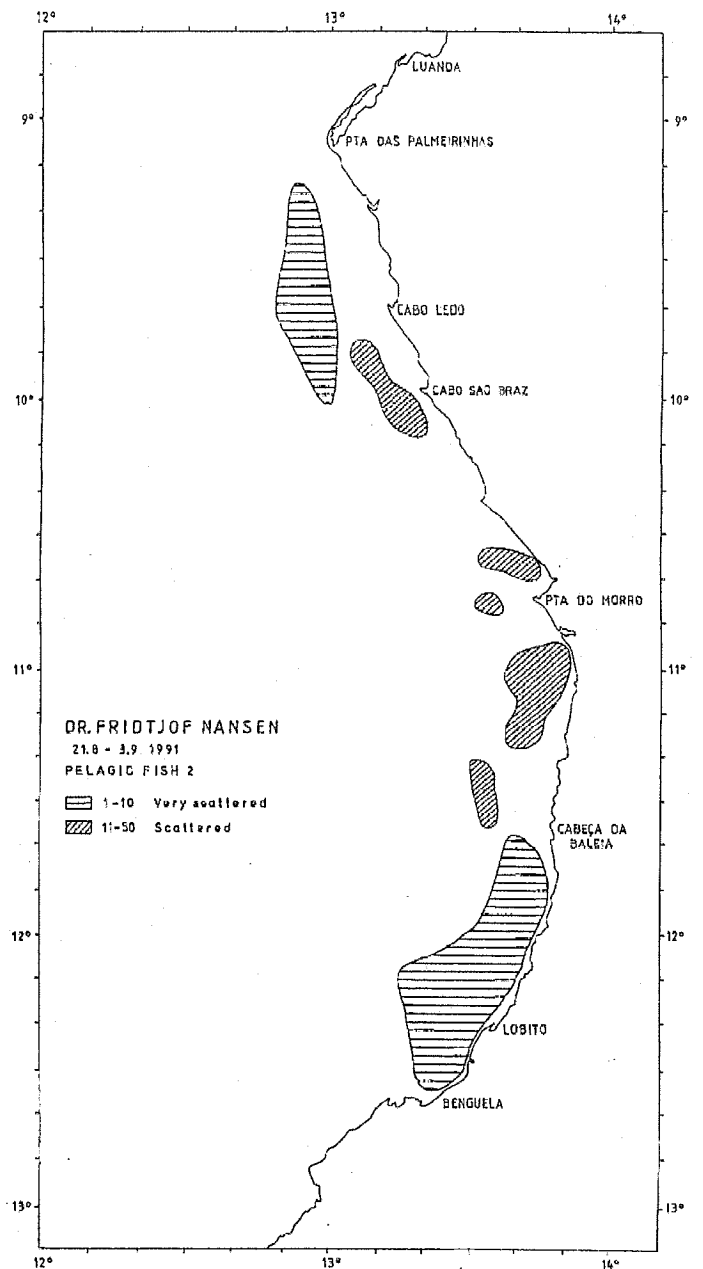 12° 13° 14°
LUANDA
9° 9°
PTA DAS PALMEIRINHAS
CABO LEDO
CABO SAO BRAZ
10°
PTA DO MORRO
11° 11°
DR. FRIDTJOF NANSEN
21.8 - 3.9 1991
PELAGIC FISH 2
1-10 Very scattered
11-50 Scattered
CABEÇA DA
BALEIA
12° 12°
LOBITO
BENGUELA
13° 13°
12° 13° 14°